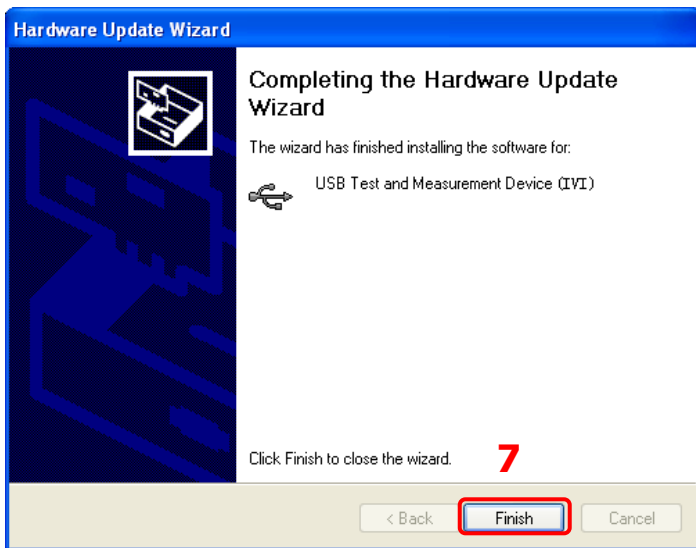 Hardware Update Wizard
Completing the Hardware Update
Wizard
The wizard has finished installing the software for:
USB Test and Measurement Device (IVI)
Click Finish to close the wizard.
7
< Back Finish Cancel